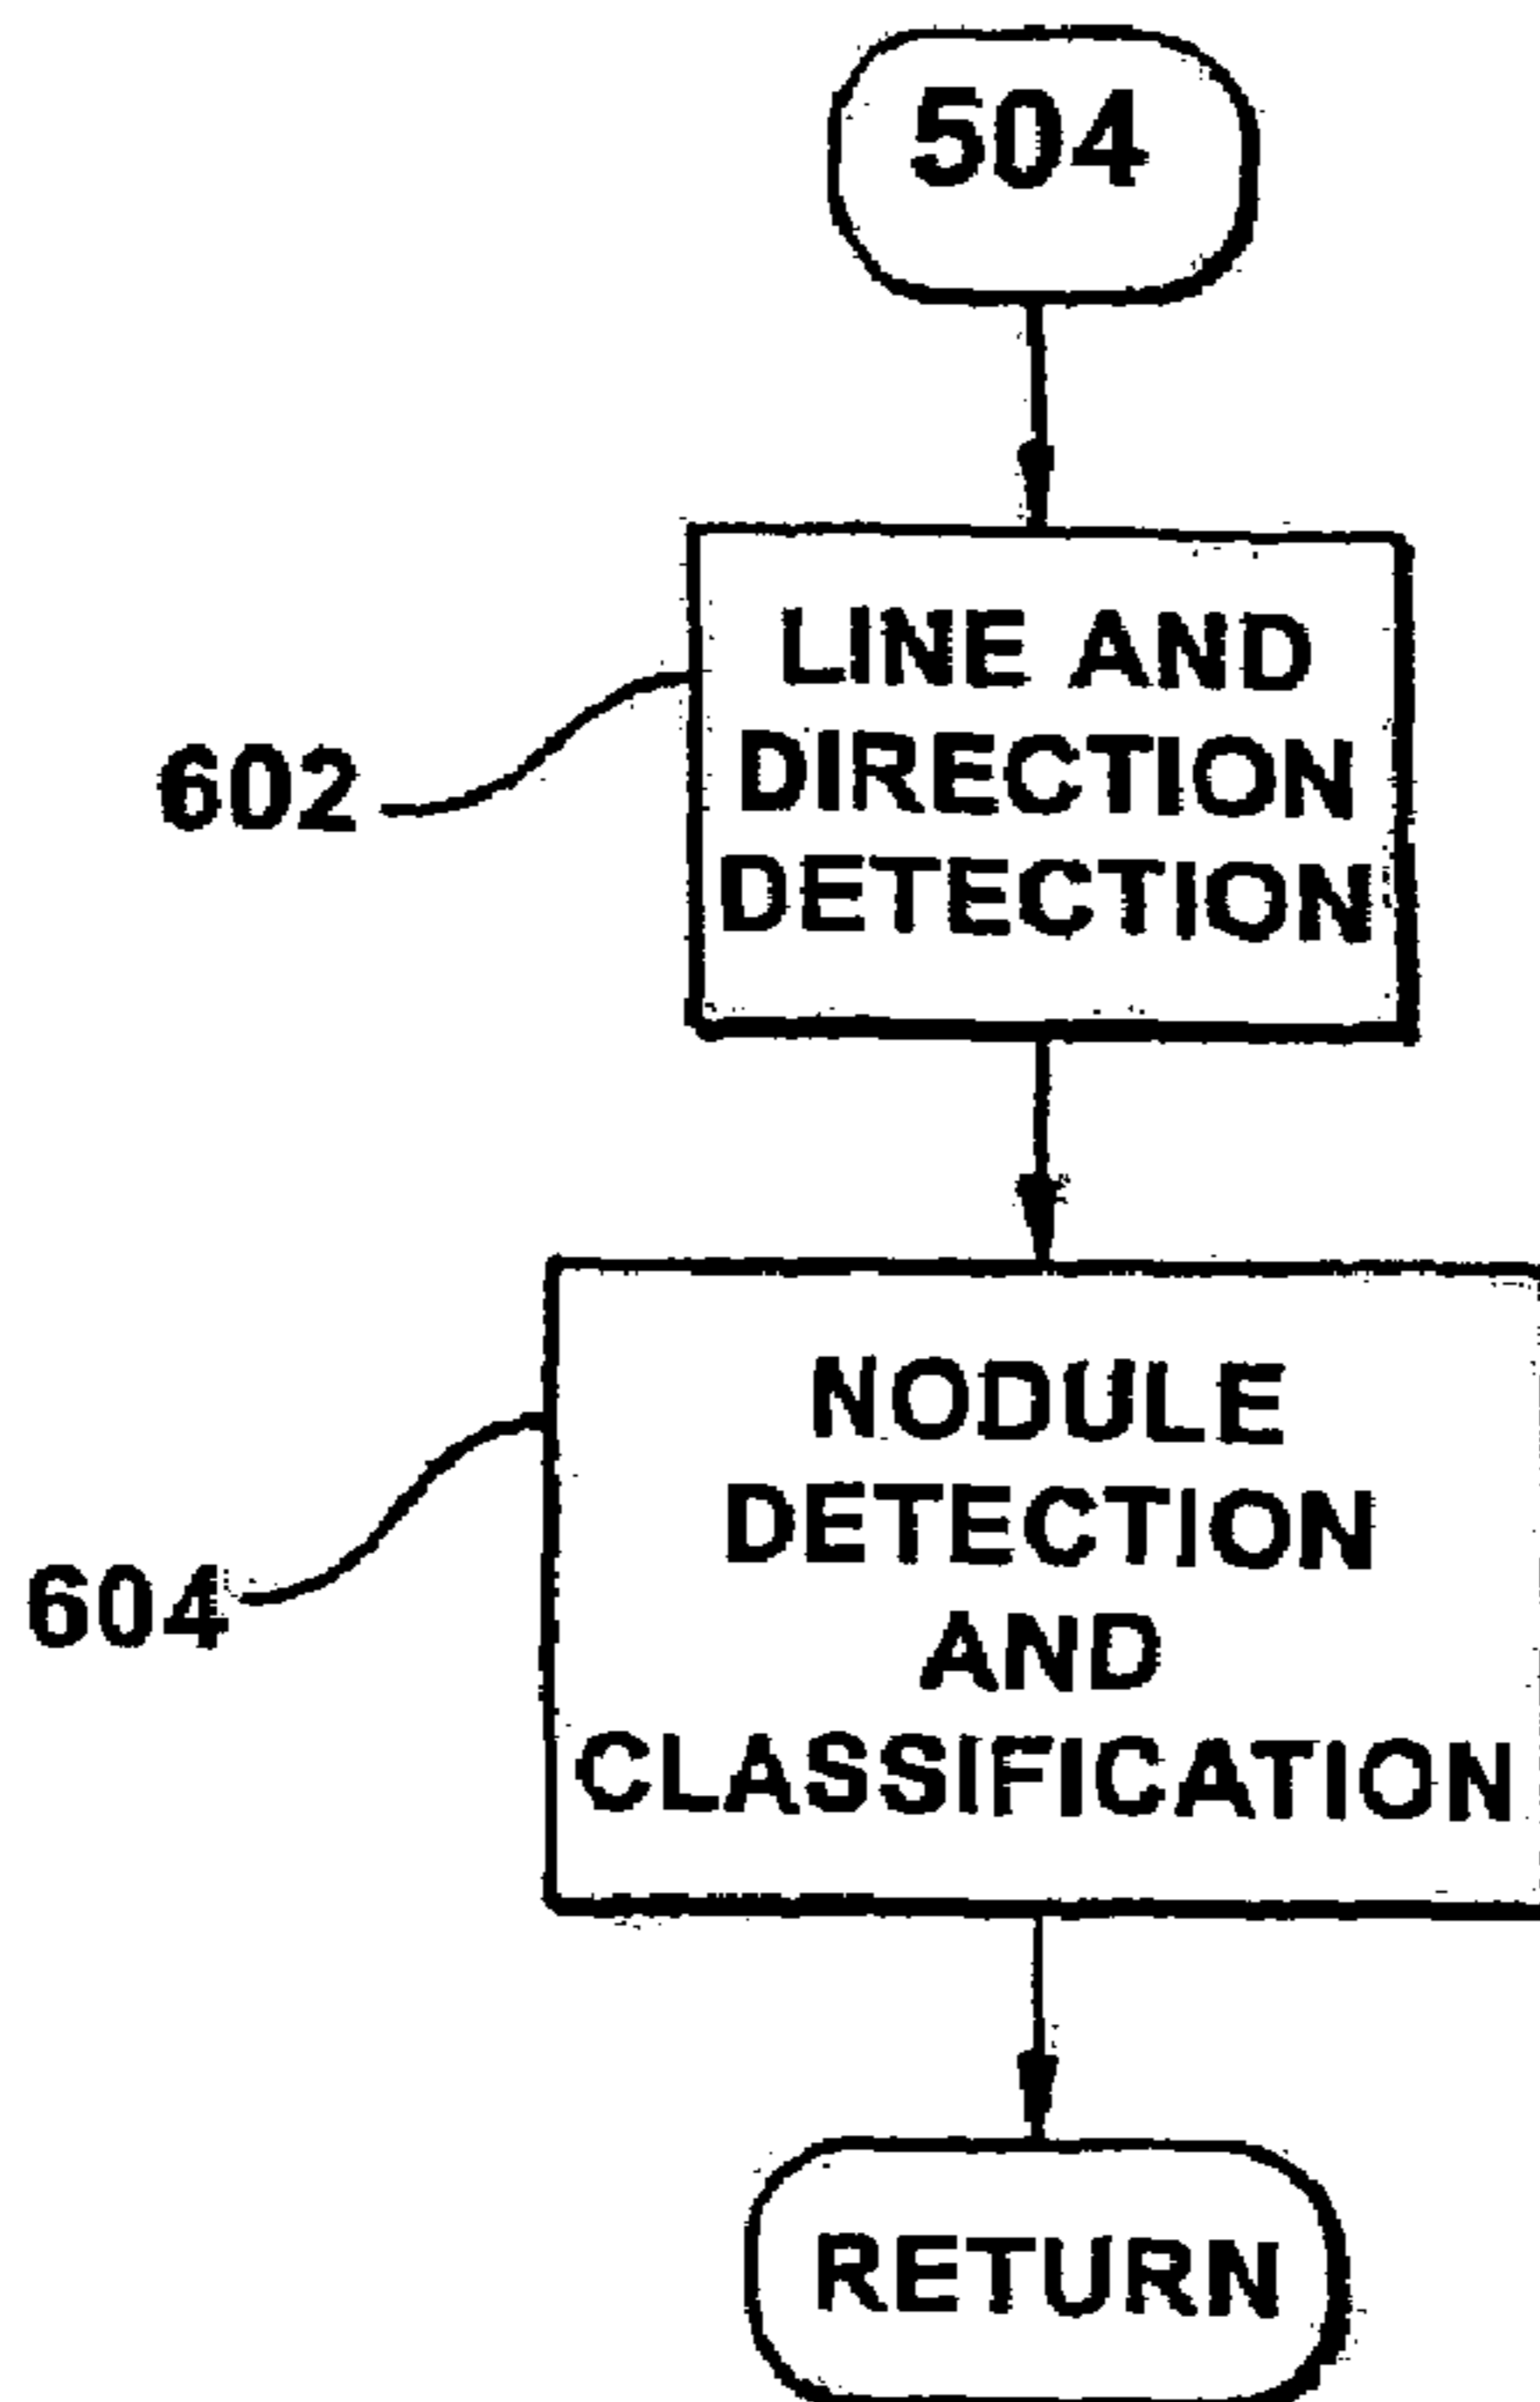 504
LINE AND
DIRECTION
DETECTION
602
NODULE
DETECTION
AND
CLASSIFICATION
604
RETURN